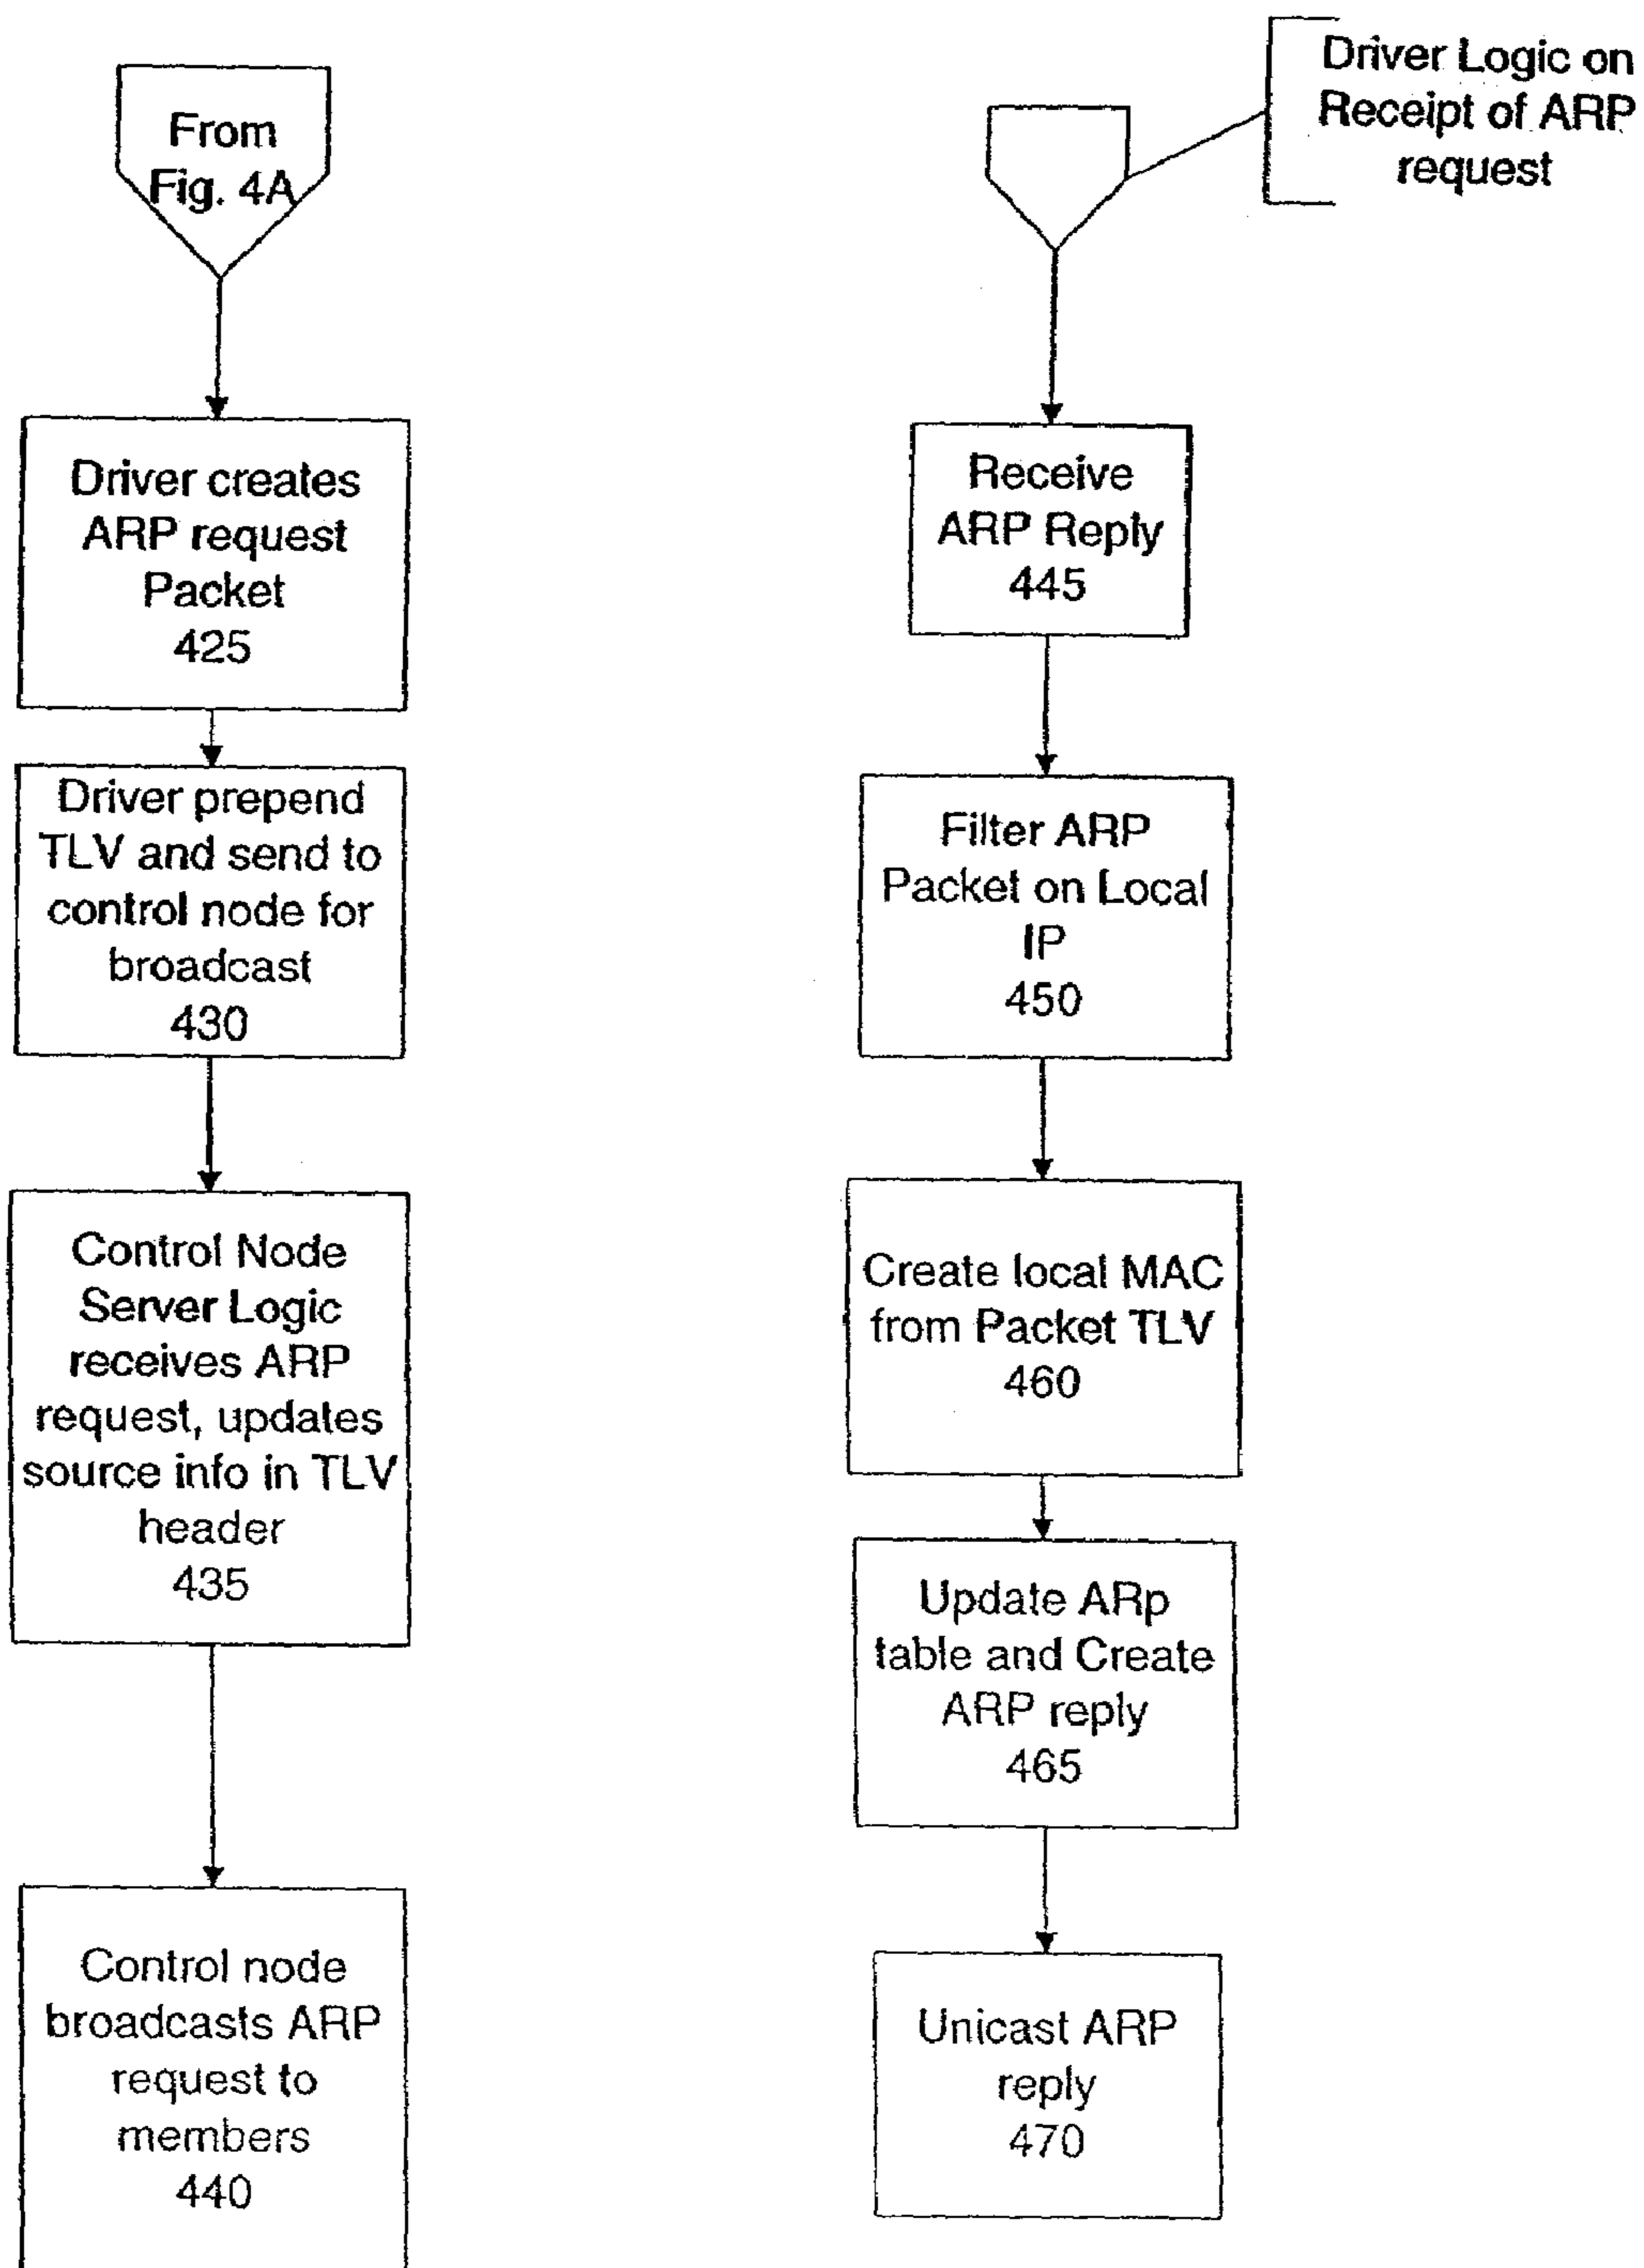 From
Fig. 4A
Driver creates
ARP request
Packet
425
Driver prepend
TLV and send to
control node for
broadcast
430
Control Node
Server Logic
receives ARP
request, updates
source info in TLV
header
435
Control node
broadcasts ARP
request to
members
440
Driver Logic on
Receipt of ARP
request
Receive
ARP Reply
445
Filter ARP
Packet on Local
IP
450
Create local MAC
from Packet TLV
460
Update ARp
table and Create
ARP reply
465
Unicast ARP
reply
470